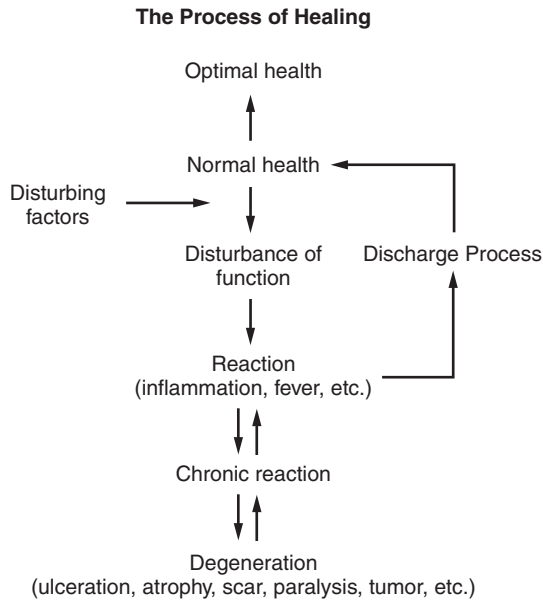 The Process of Healing
Optimal health
Normal health
Disturbing
factors
Disturbance of
function
Discharge Process
Reaction
(inflammation, fever, etc.)
Chronic reaction
Degeneration
(ulceration, atrophy, scar, paralysis, tumor, etc.)